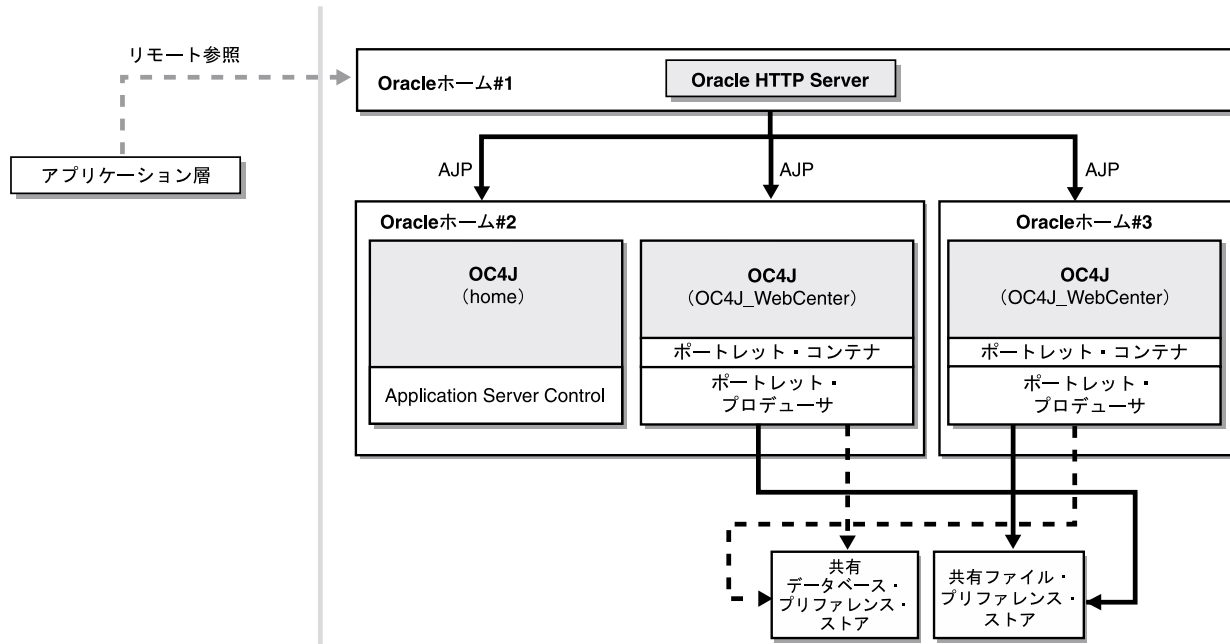 リモート参照
アプリケーション層
Oracleホーム#1
Oracle HTTP Server
AJP
AJP
AJP
Oracleホーム#2
OC4J
（home）
Application Server Control
OC4J
（OC4J_WebCenter）
ポートレット・コンテナ
ポートレット・
プロデューサ
Oracleホーム#3
OC4J
（OC4J_WebCenter）
ポートレット・コンテナ
ポートレット・
プロデューサ
共有
データベース・
プリファレンス・
ストア
共有ファイル・
プリファレンス・
ストア